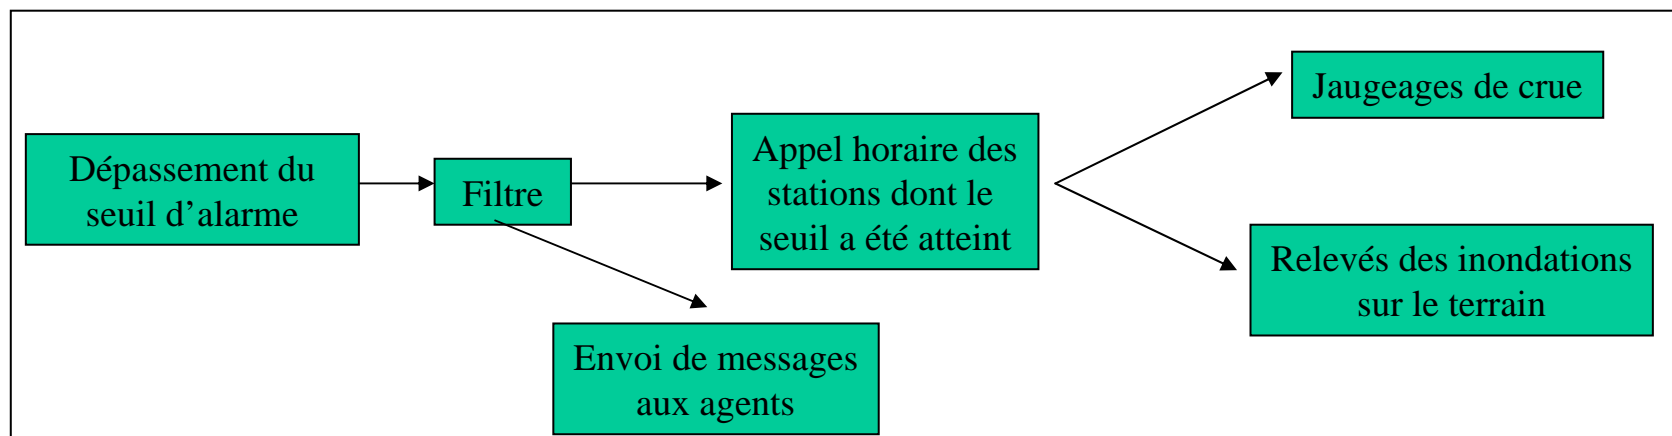 Dépassement du
seuil d’alarme
Filtre
Appel horaire des
stations dont le
seuil a été atteint
Jaugeages de crue
Relevés des inondations
sur le terrain
Envoi de messages
aux agents